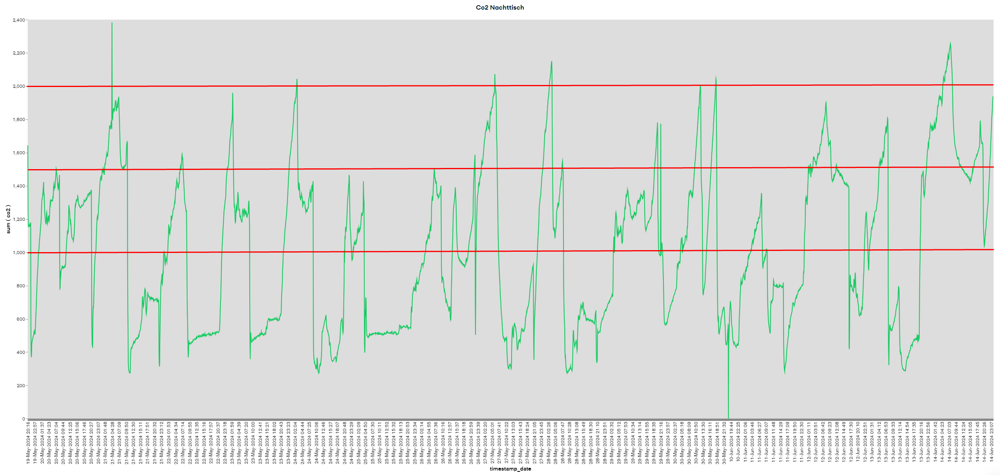 Co2 Nachttisch
2,400
2,200
2,000
1,800
1,600
1,400
1,200
1,000
800
600
400
200
0
sum ( co2 )
19-May-2024 20:16
19-May-2024 22:57
20-May-2024 01:37
20-May-2024 04:23
20-May-2024 07:04
20-May-2024 09:44
20-May-2024 12:25
20-May-2024 15:06
20-May-2024 17:46
20-May-2024 20:27
20-May-2024 23:07
21-May-2024 01:48
21-May-2024 04:28
21-May-2024 07:09
21-May-2024 09:50
21-May-2024 12:30
21-May-2024 15:11
21-May-2024 17:51
21-May-2024 20:32
21-May-2024 23:12
22-May-2024 01:53
22-May-2024 04:34
22-May-2024 07:14
22-May-2024 09:55
22-May-2024 12:35
22-May-2024 15:16
22-May-2024 17:57
22-May-2024 20:37
22-May-2024 23:18
23-May-2024 01:59
23-May-2024 04:39
23-May-2024 07:20
23-May-2024 10:00
23-May-2024 12:41
23-May-2024 15:21
23-May-2024 18:02
23-May-2024 20:43
23-May-2024 23:23
24-May-2024 02:04
24-May-2024 04:44
24-May-2024 07:25
24-May-2024 10:06
24-May-2024 12:46
24-May-2024 15:27
24-May-2024 18:07
24-May-2024 20:48
24-May-2024 23:29
25-May-2024 02:09
25-May-2024 04:50
25-May-2024 07:30
25-May-2024 10:11
25-May-2024 12:52
25-May-2024 15:32
25-May-2024 18:13
25-May-2024 20:53
25-May-2024 23:34
26-May-2024 02:14
26-May-2024 04:55
26-May-2024 07:36
26-May-2024 10:16
26-May-2024 12:57
26-May-2024 15:37
26-May-2024 18:18
26-May-2024 20:59
26-May-2024 23:39
27-May-2024 02:20
27-May-2024 05:01
27-May-2024 07:41
27-May-2024 10:22
27-May-2024 13:03
27-May-2024 15:43
27-May-2024 18:24
27-May-2024 21:05
27-May-2024 23:45
28-May-2024 02:26
28-May-2024 05:06
28-May-2024 07:47
28-May-2024 10:28
28-May-2024 13:08
28-May-2024 15:49
28-May-2024 18:30
28-May-2024 21:10
28-May-2024 23:51
29-May-2024 02:32
29-May-2024 05:12
29-May-2024 07:53
29-May-2024 10:34
29-May-2024 13:14
29-May-2024 15:55
29-May-2024 18:35
29-May-2024 21:16
29-May-2024 23:57
30-May-2024 02:37
30-May-2024 05:18
30-May-2024 08:09
30-May-2024 10:50
30-May-2024 13:30
30-May-2024 16:11
30-May-2024 18:51
30-May-2024 21:32
10-Jun-2024 19:44
10-Jun-2024 22:25
11-Jun-2024 01:06
11-Jun-2024 03:46
11-Jun-2024 06:27
11-Jun-2024 09:07
11-Jun-2024 11:48
11-Jun-2024 14:29
11-Jun-2024 17:09
11-Jun-2024 19:50
11-Jun-2024 22:30
12-Jun-2024 01:11
12-Jun-2024 03:51
12-Jun-2024 06:42
12-Jun-2024 09:23
12-Jun-2024 12:08
12-Jun-2024 14:49
12-Jun-2024 17:30
12-Jun-2024 20:10
12-Jun-2024 22:51
13-Jun-2024 01:31
13-Jun-2024 04:12
13-Jun-2024 06:53
13-Jun-2024 09:33
13-Jun-2024 12:14
13-Jun-2024 14:54
13-Jun-2024 17:35
13-Jun-2024 20:16
13-Jun-2024 22:56
14-Jun-2024 01:42
14-Jun-2024 04:23
14-Jun-2024 07:03
14-Jun-2024 09:44
14-Jun-2024 12:24
14-Jun-2024 15:05
14-Jun-2024 17:45
14-Jun-2024 20:26
14-Jun-2024 23:07
timestamp_date